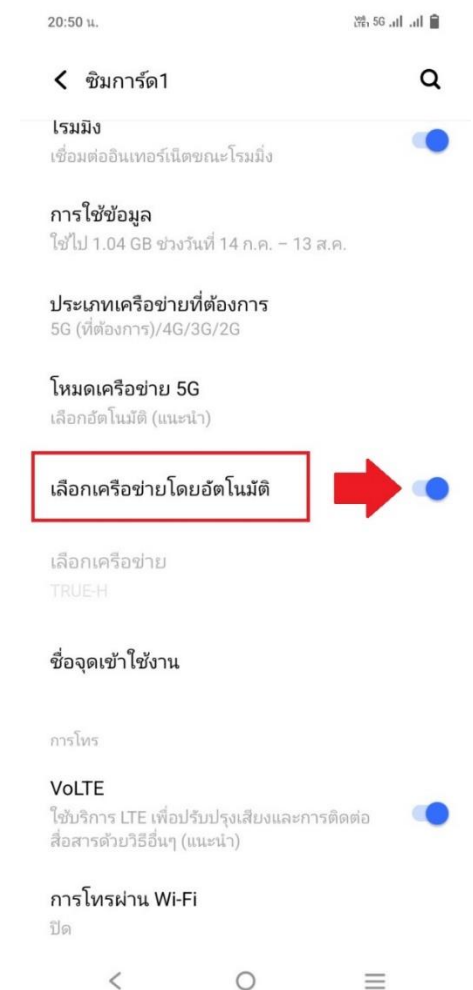 20:50 น.
VoLTE 5G
ซิมการ์ด1
โรมมิง
เชื่อมต่ออินเทอร์เน็ตขณะโรมมิ่ง
การใช้ข้อมูล
ใช้ไป 1.04 GB ช่วงวันที่ 14 ก.ค. – 13 ส.ค.
ประเภทเครือข่ายที่ต้องการ
5G (ที่ต้องการ)/4G/3G/2G
โหมดเครือข่าย 5G
เลือกอัตโนมัติ (แนะนำ)
เลือกเครือข่ายโดยอัตโนมัติ
เลือกเครือข่าย
TRUE-H
ชื่อจุดเข้าใช้งาน
การโทร
VoLTE
ใช้บริการ LTE เพื่อปรับปรุงเสียงและการติดต่อ
สื่อสารด้วยวิธีอื่นๆ (แนะนำ)
การโทรผ่าน Wi-Fi
ปิด